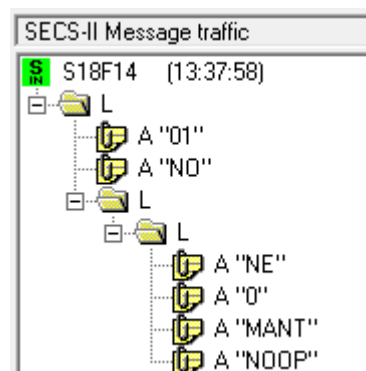 SECS-II Message traffic
S IN S18F14 (13:37:58)
L
A "01"
A "NO"
L
L
A "NE"
A "0"
A "MANT"
A "NOOP"